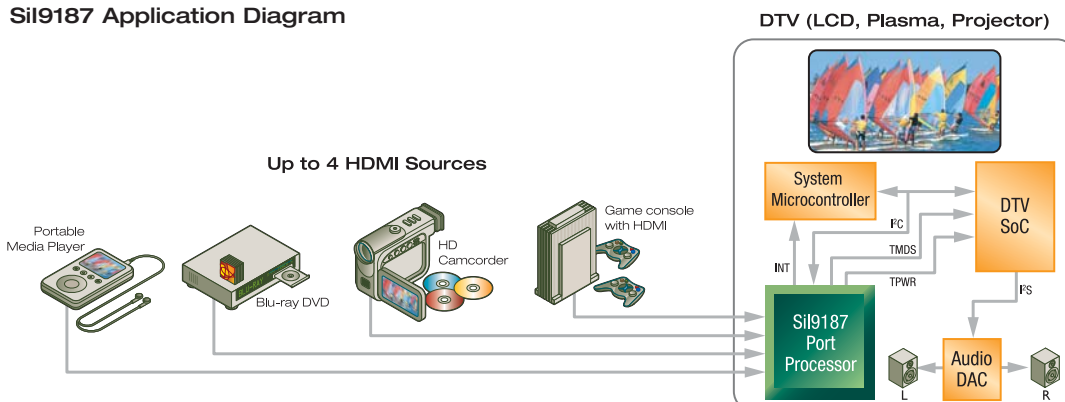 SiI9187 Application Diagram
DTV (LCD, Plasma, Projector)
Up to 4 HDMI Sources
Portable
Media Player
BLU-RAY
Blu-ray DVD
HD
Camcorder
Game console
with HDMI
System
Microcontroller
DTV
SoC
I²C
TMDS
INT
TPWR
I²S
SiI9187
Port
Processor
Audio
DAC
L
R